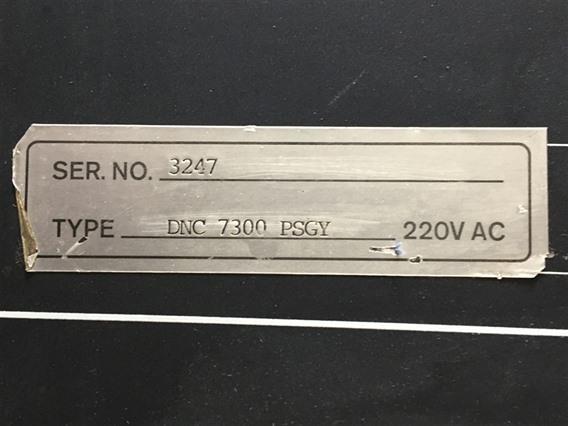 SER. NO. 3247
TYPE DNC 7300 PSGY 220V AC